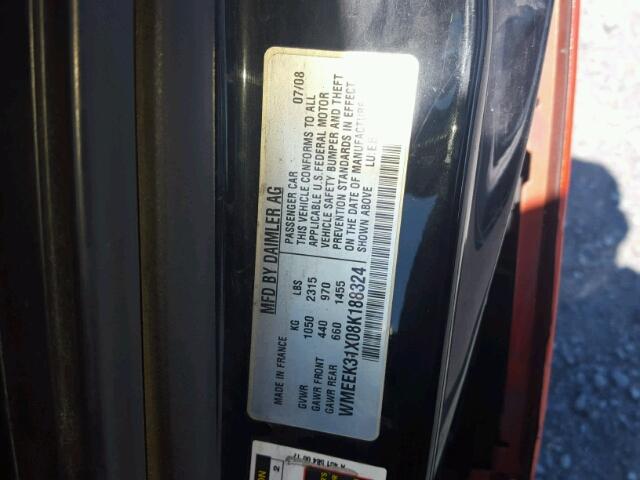 MFD BY DAIMLER AG
MADE IN FRANCE
PASSENGER CAR 07/08
THIS VEHICLE CONFORMS TO ALL
APPLICABLE U.S. FEDERAL MOTOR
VEHICLE SAFETY BUMPER AND THEFT
PREVENTION STANDARDS IN EFFECT
ON THE DATE OF MANUFACTURE
SHOWN ABOVE
KG LBS
GVWR 1050 2315
GAWR FRONT 440 970
GAWR REAR 660 1455
WMEEK31X08K188324